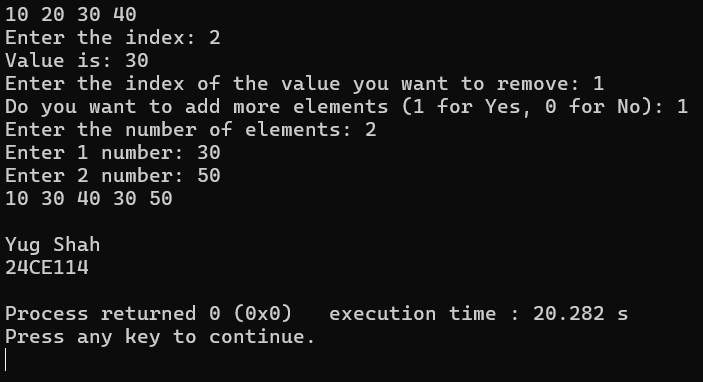 10 20 30 40
Enter the index: 2
Value is: 30
Enter the index of the value you want to remove: 1
Do you want to add more elements (1 for Yes, 0 for No): 1
Enter the number of elements: 2
Enter 1 number: 30
Enter 2 number: 50
10 30 40 30 50
Yug Shah
24CE114
Process returned 0 (0x0)   execution time : 20.282 s
Press any key to continue.